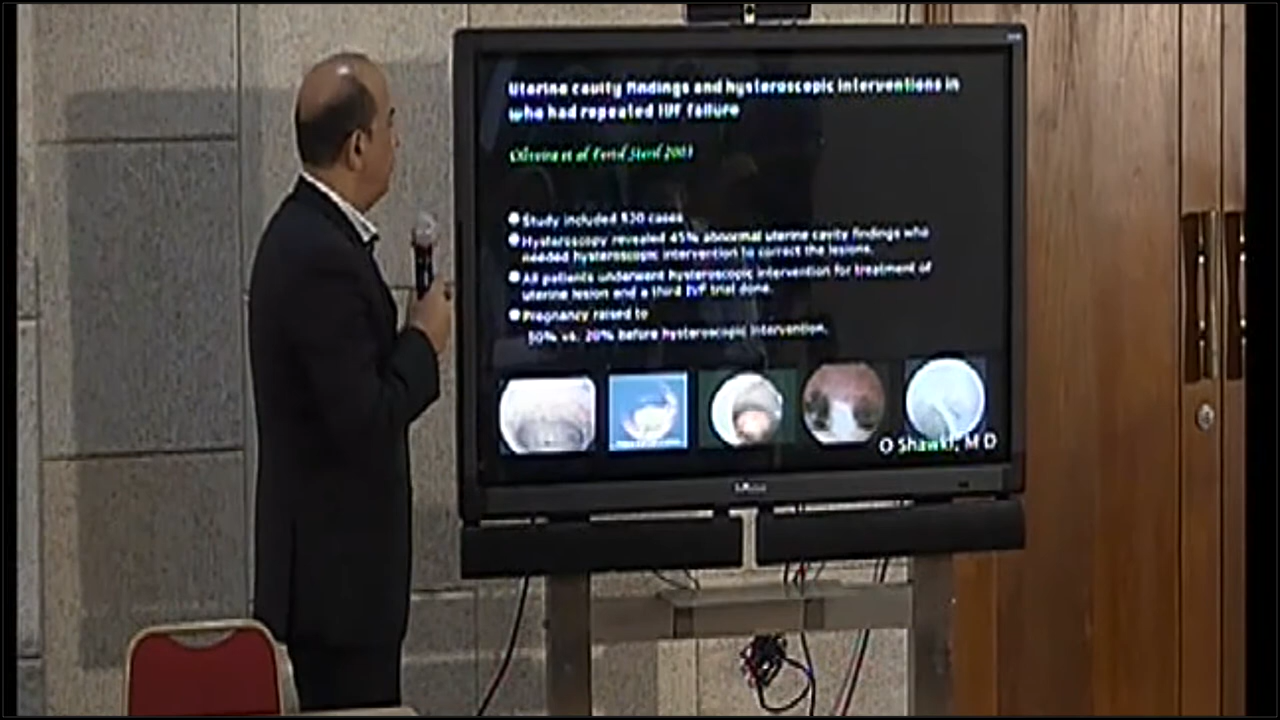 Uterine cavity findings and hysteroscopic interventions in
who had repeated IVF failure
Oliveira et al Fertil Steril 2003
Study included 520 cases
Hysteroscopy revealed 45% abnormal uterine cavity findings who
needed hysteroscopic intervention to correct the lesions.
All patients underwent hysteroscopic intervention for treatment of
uterine lesion and a third IVF trial done.
Pregnancy raised to
50% vs. 20% before hysteroscopic intervention.
O Shawki, M D